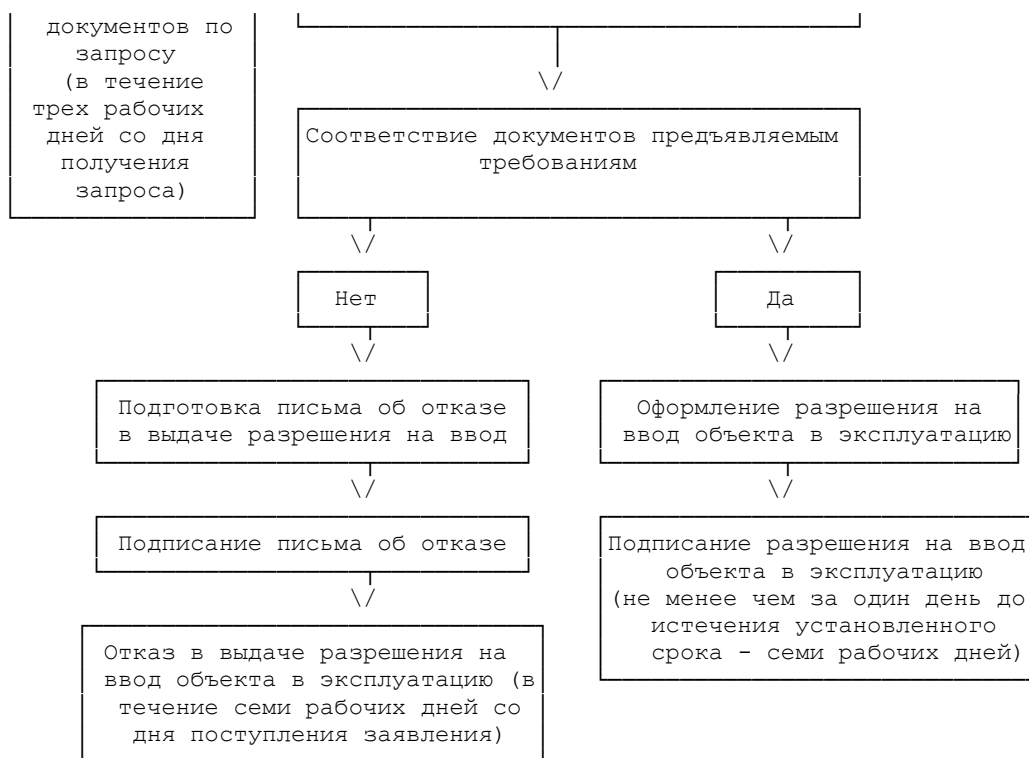 документов по
запросу
(в течение
трех рабочих
дней со дня
получения
запроса)
Соответствие документов предъявляемым
требованиям
Нет
Да
Подготовка письма об отказе
в выдаче разрешения на ввод
Оформление разрешения на
ввод объекта в эксплуатацию
Подписание письма об отказе
Подписание разрешения на ввод
объекта в эксплуатацию
(не менее чем за один день до
истечения установленного
срока - семи рабочих дней)
Отказ в выдаче разрешения на
ввод объекта в эксплуатацию (в
течение семи рабочих дней со
дня поступления заявления)